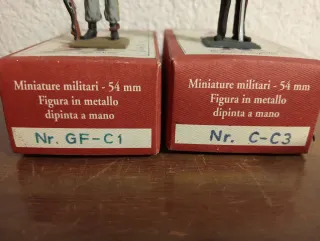 Miniature militari - 54 mm
Figura in metallo
dipinta a mano
Nr. GF-C1
Miniature militari - 54 mm
Figura in metallo
dipinta a mano
Nr. C-C3